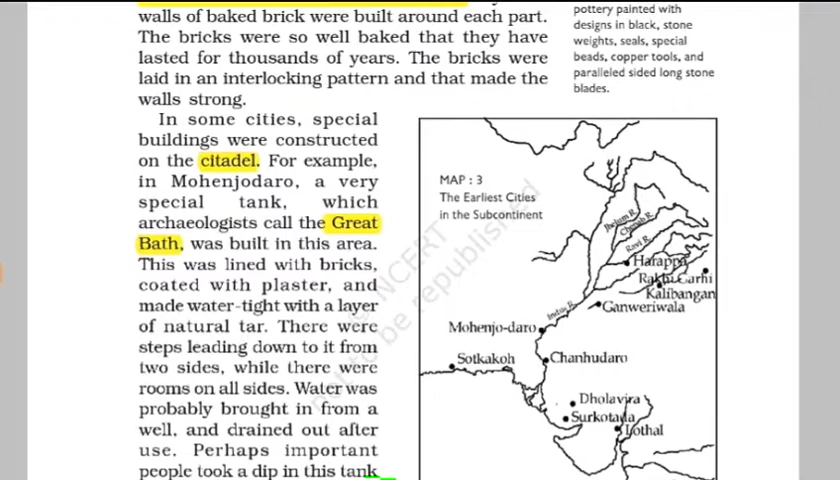 walls of baked brick were built around each part.
The bricks were so well baked that they have
lasted for thousands of years. The bricks were
laid in an interlocking pattern and that made the
walls strong.
In some cities, special
buildings were constructed
on the citadel. For example,
in Mohenjodaro, a very
special tank, which
archaeologists call the Great
Bath, was built in this area.
This was lined with bricks,
coated with plaster, and
made water-tight with a layer
of natural tar. There were
steps leading down to it from
two sides, while there were
rooms on all sides. Water was
probably brought in from a
well, and drained out after
use. Perhaps important
people took a dip in this tank
pottery painted with
designs in black, stone
weights, seals, special
beads, copper tools, and
paralleled sided long stone
blades.
MAP : 3
The Earliest Cities
in the Subcontinent
Jhelum R.
Chenab R.
Ravi R.
Harappa
Rakhi Garhi
Kalibangan
Ganweriwala
Indus R.
Mohenjo-daro
Sotkakoh
Chanhudaro
Dholavira
Surkotada
Lothal
© NCERT
not to be republished